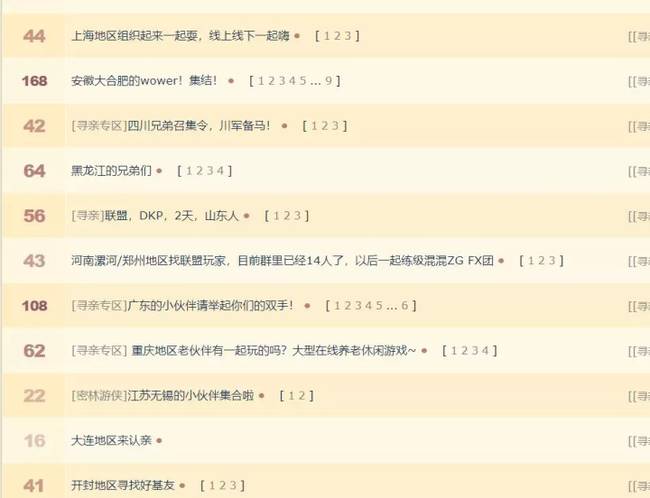 44 上海地区组织起来一起耍，线上线下一起嗨 [ 1 2 3 ] [[寻
168 安徽大合肥的wower！集结！ [ 1 2 3 4 5 ... 9 ] [[寻
42 [寻亲专区]四川兄弟召集令，川军备马！ [ 1 2 3 ] [[寻
64 黑龙江的兄弟们 [ 1 2 3 4 ] [[寻
56 [寻亲]联盟，DKP，2天，山东人 [ 1 2 3 ] [[寻
43 河南漯河/郑州地区找联盟玩家，目前群里已经14人了，以后一起练级混混ZG FX团 [ 1 2 3 ] [[寻
108 [寻亲专区]广东的小伙伴请举起你们的双手！ [ 1 2 3 4 5 ... 6 ] [[寻
62 [寻亲专区] 重庆地区老伙伴有一起玩的吗？大型在线养老休闲游戏~ [ 1 2 3 4 ] [[寻
22 [密林游侠]江苏无锡的小伙伴集合啦 [ 1 2 ] [[寻
16 大连地区来认亲 [[寻
41 开封地区寻找好基友 [ 1 2 3 ] [[寻